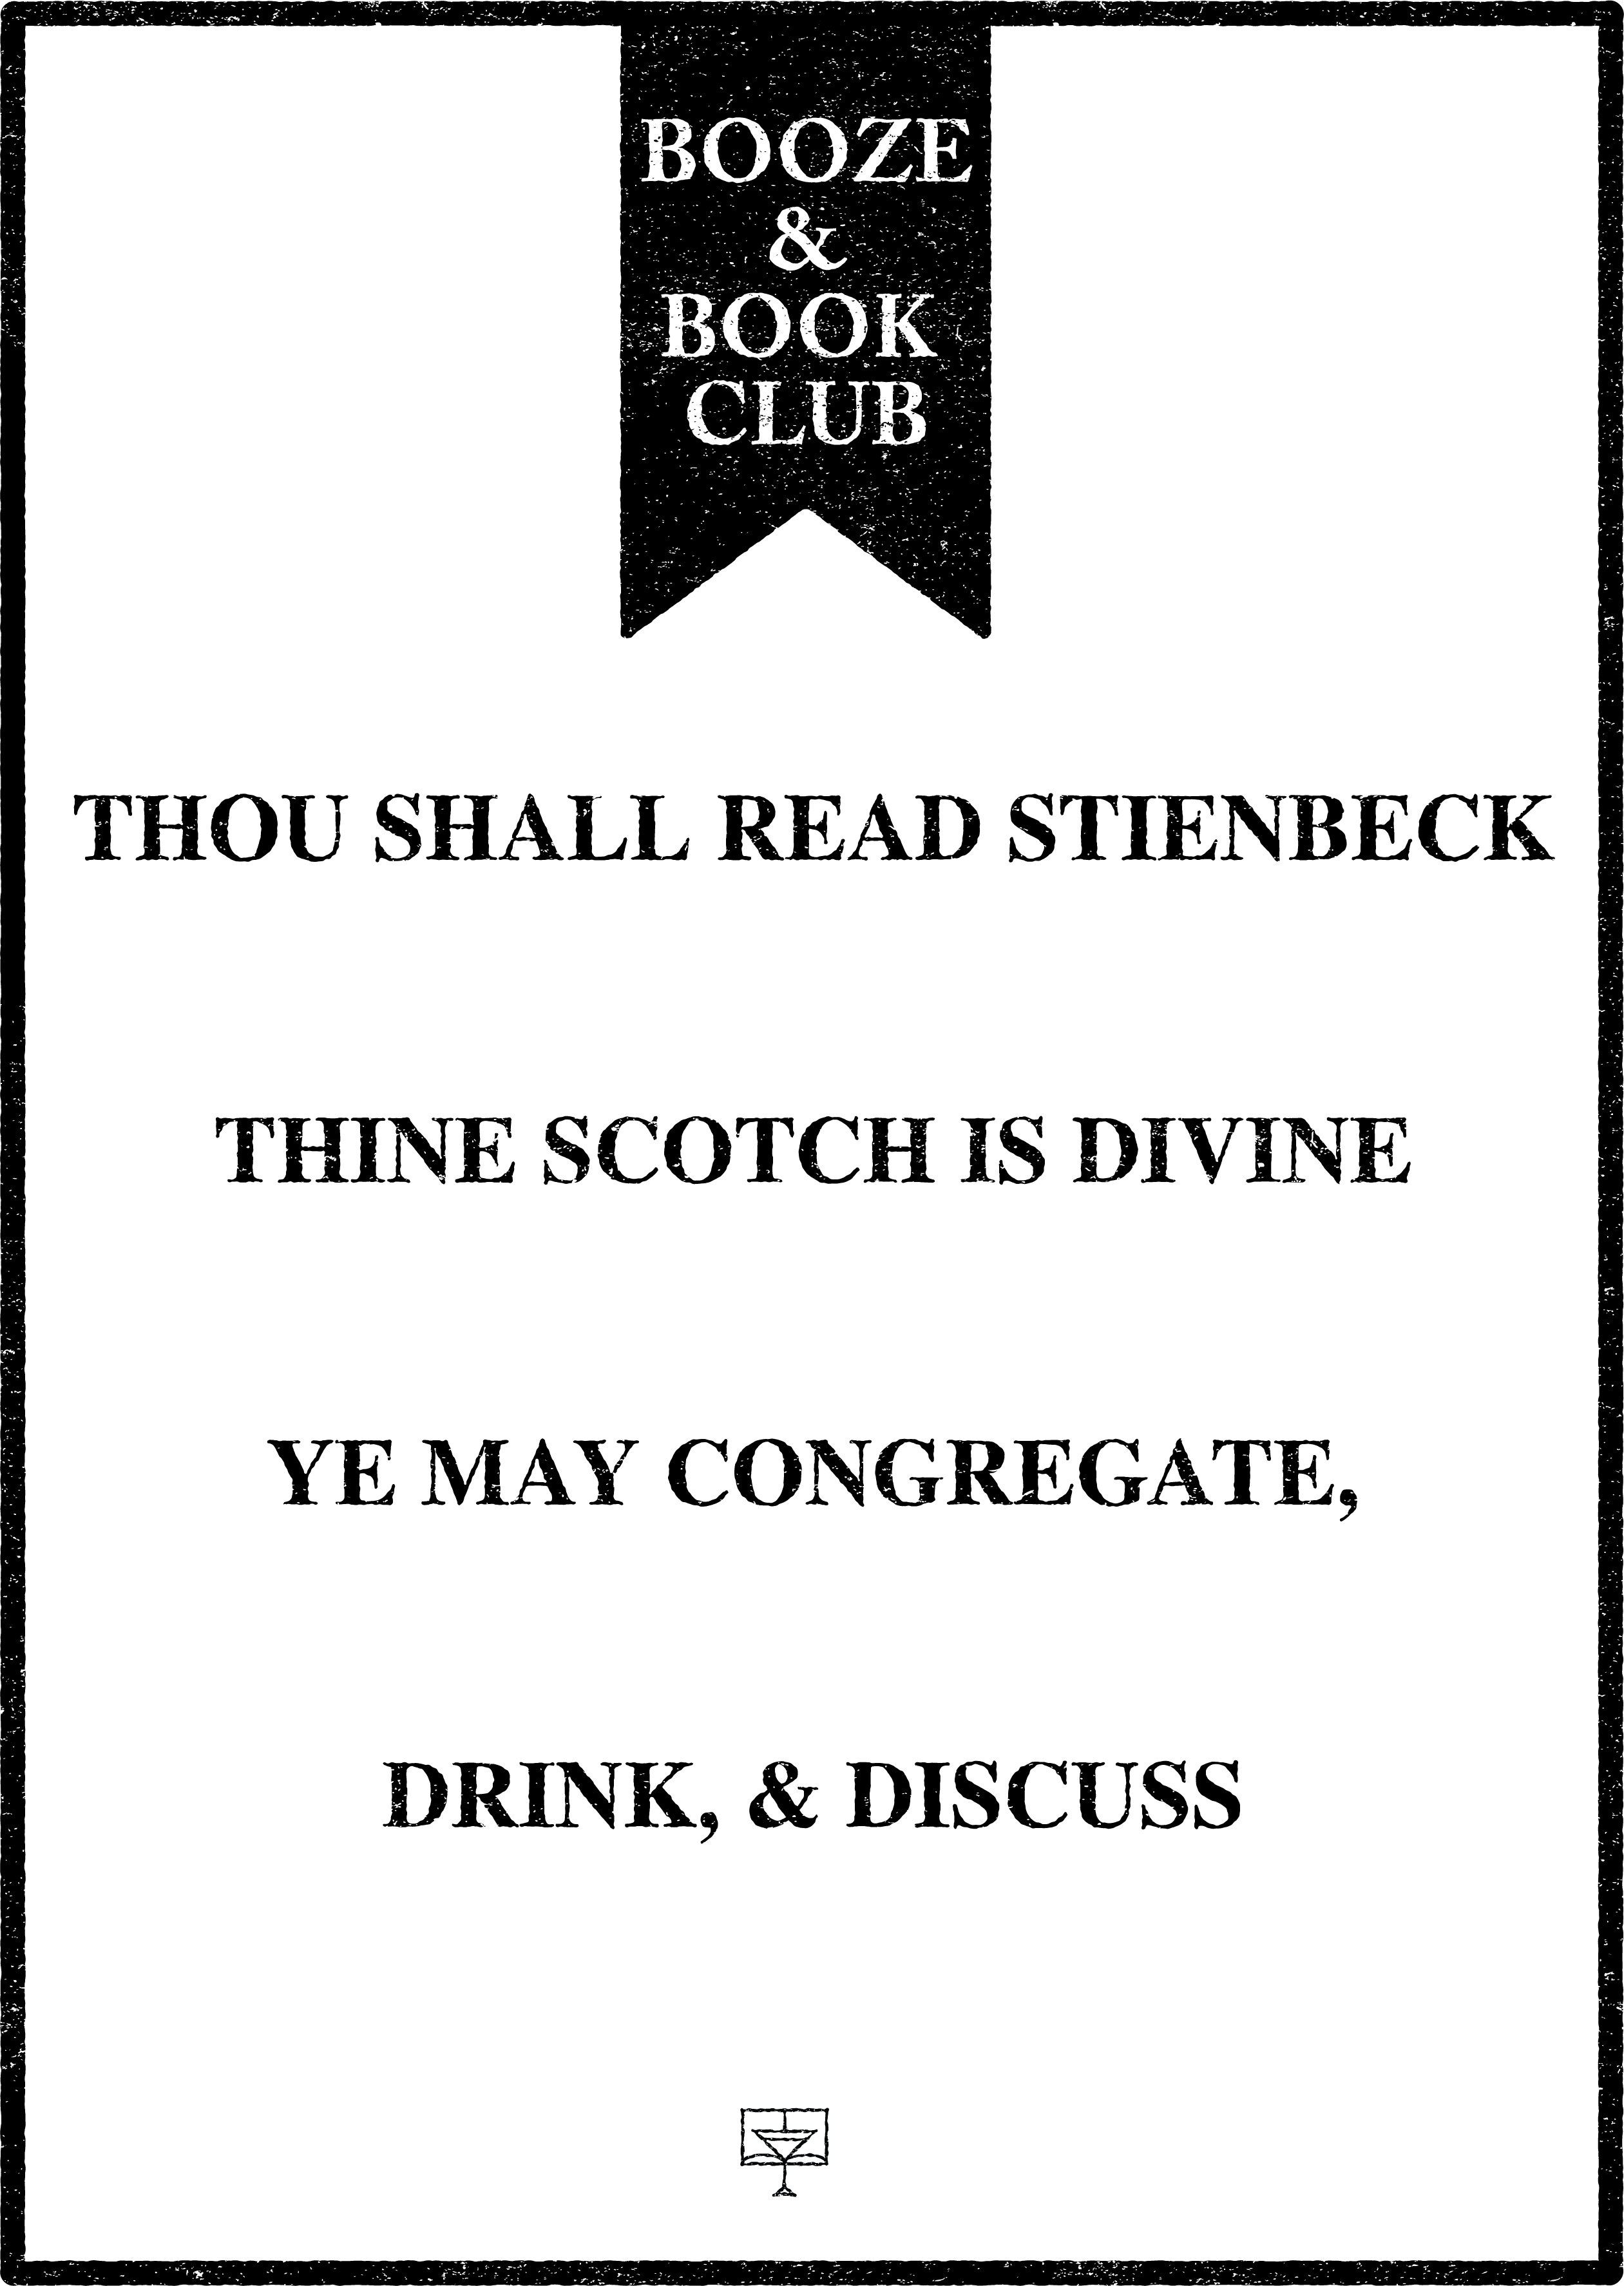 BOOZE
&
BOOK
CLUB
THOU SHALL READ STIENBECK
THINE SCOTCH IS DIVINE
YE MAY CONGREGATE,
DRINK, & DISCUSS